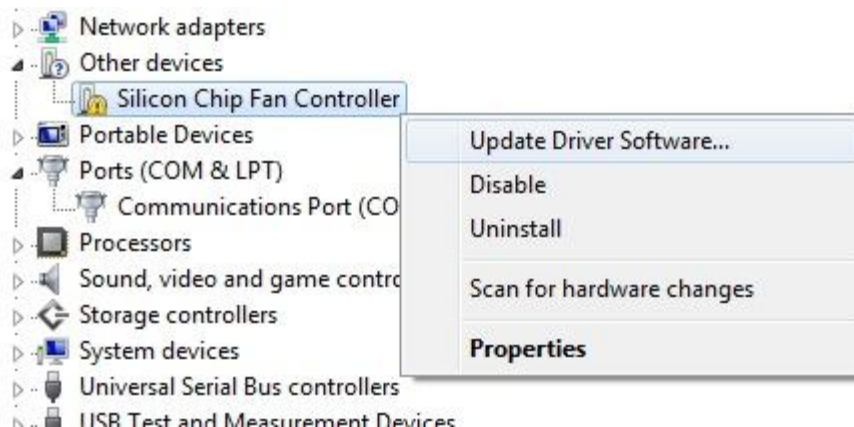 Network adapters
Other devices
Silicon Chip Fan Controller
Portable Devices
Update Driver Software...
Ports (COM & LPT)
Disable
Communications Port (CO
Uninstall
Processors
Sound, video and game contro
Scan for hardware changes
Storage controllers
System devices
Properties
Universal Serial Bus controllers
USB Test and Measurement Devices